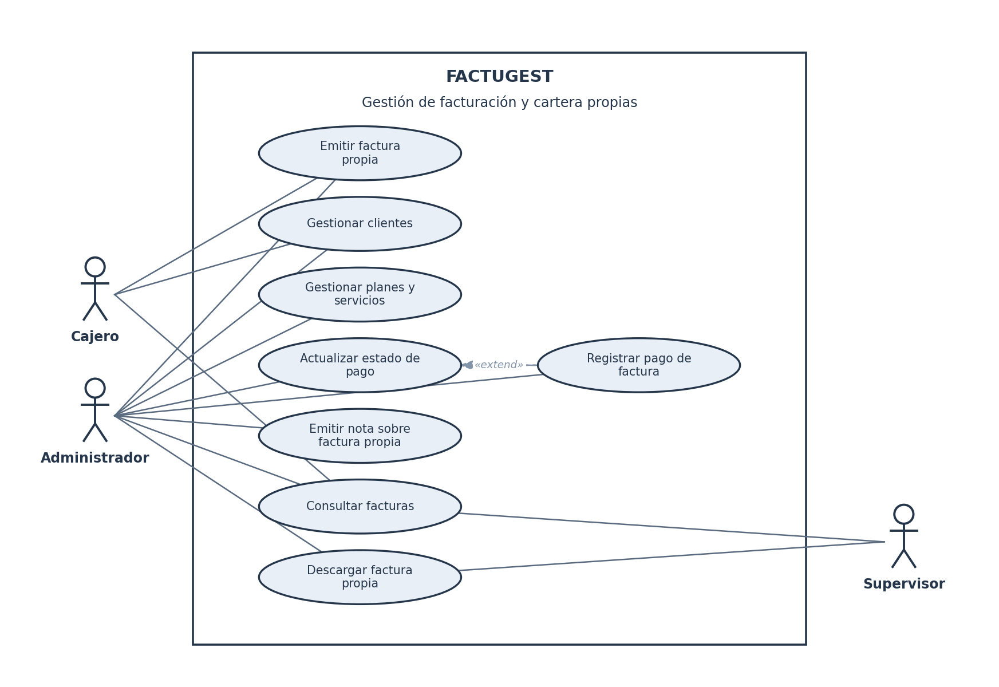 FACTUGEST
Gestión de facturación y cartera propias
Emitir factura
propia
Gestionar clientes
Gestionar planes y
servicios
Cajero
Actualizar estado de
pago
«extend»
Registrar pago de
factura
Administrador
Emitir nota sobre
factura propia
Consultar facturas
Descargar factura
propia
Supervisor